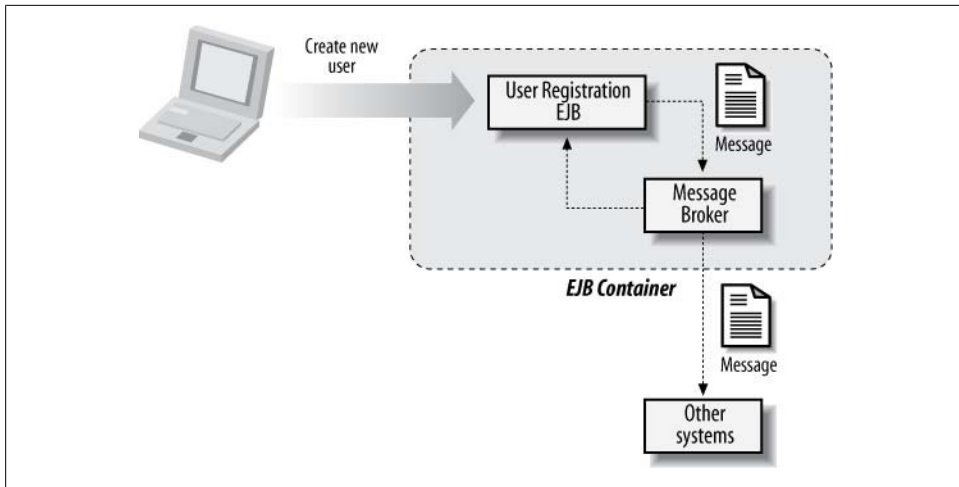 Create new
user
User Registration
EJB
Message
Message
Broker
EJB Container
Message
Other
systems